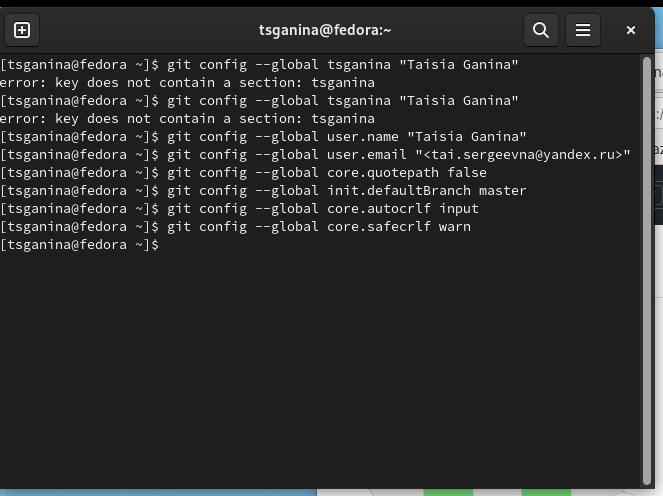 tsganina@fedora:~
[tsganina@fedora ~]$ git config --global tsganina "Taisia Ganina"
error: key does not contain a section: tsganina
[tsganina@fedora ~]$ git config --global tsganina "Taisia Ganina"
error: key does not contain a section: tsganina
[tsganina@fedora ~]$ git config --global user.name "Taisia Ganina"
[tsganina@fedora ~]$ git config --global user.email "<tai.sergeevna@yandex.ru>"
[tsganina@fedora ~]$ git config --global core.quotepath false
[tsganina@fedora ~]$ git config --global init.defaultBranch master
[tsganina@fedora ~]$ git config --global core.autocrlf input
[tsganina@fedora ~]$ git config --global core.safecrlf warn
[tsganina@fedora ~]$